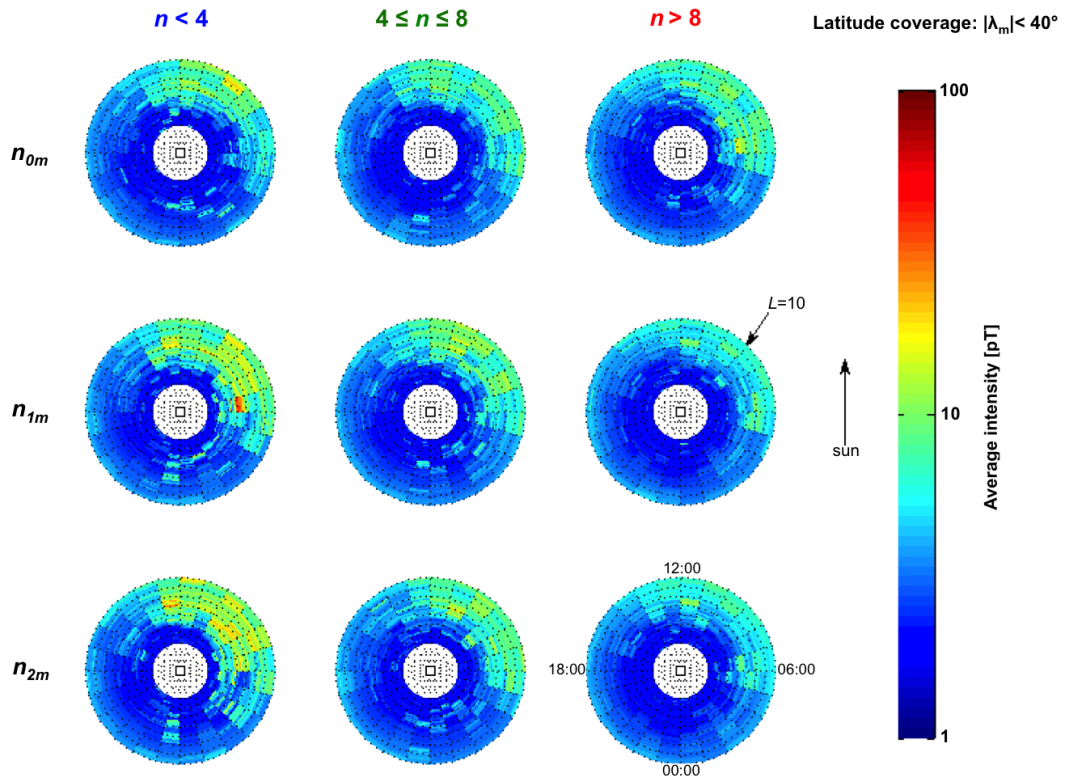 n < 4
4 ≤ n ≤ 8
n > 8
Latitude coverage: |λm|< 40°
100
n0m
L=10
n1m
10
Average intensity [pT]
sun
12:00
n2m
18:00
06:00
00:00
1